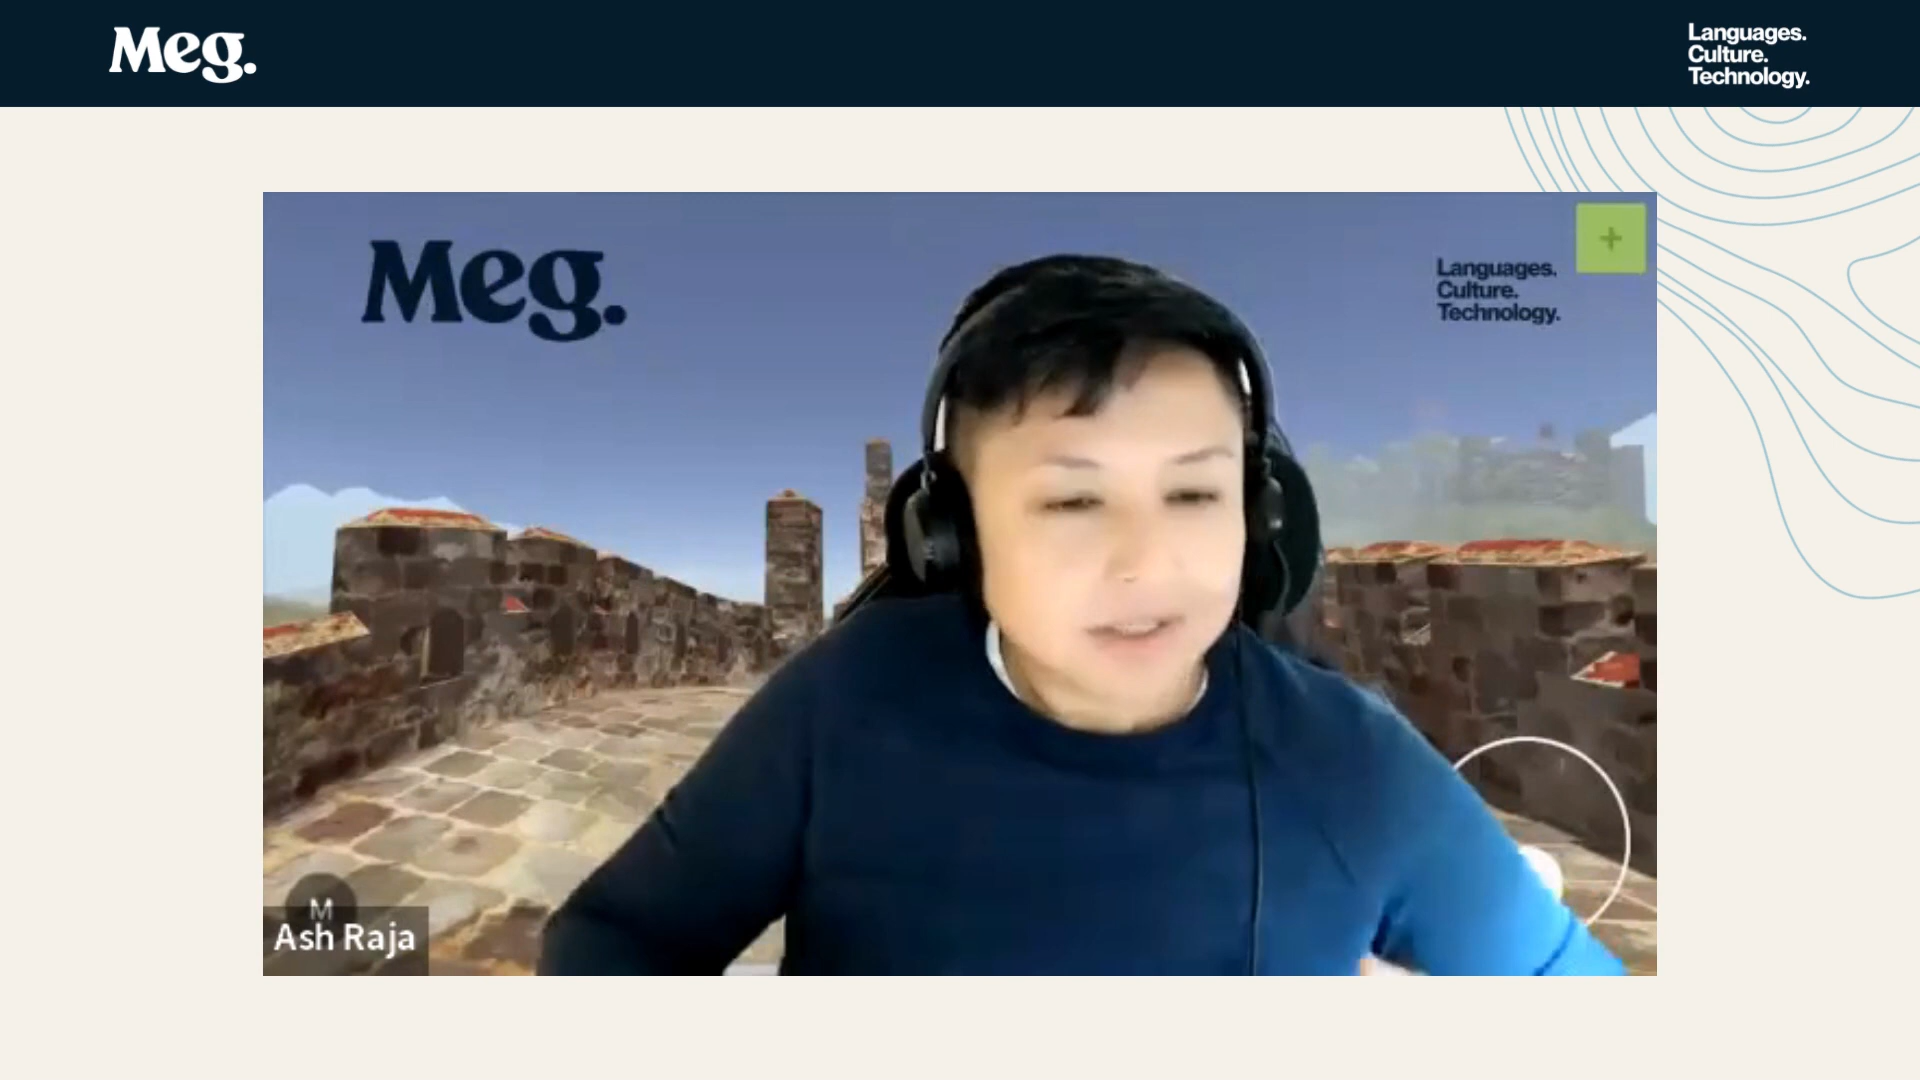 Meg.
Languages.
Culture.
Technology.
Meg.
Languages.
Culture.
Technology.
+
M
Ash Raja